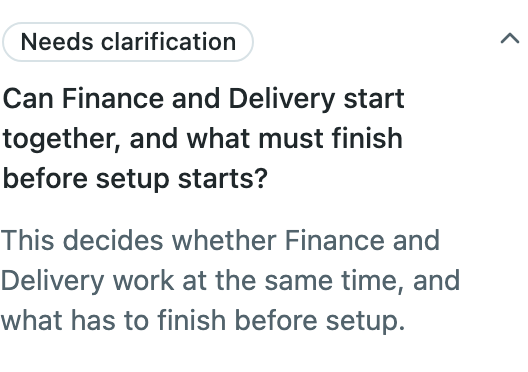 Needs clarification
Can Finance and Delivery start
together, and what must finish
before setup starts?
This decides whether Finance and
Delivery work at the same time, and
what has to finish before setup.